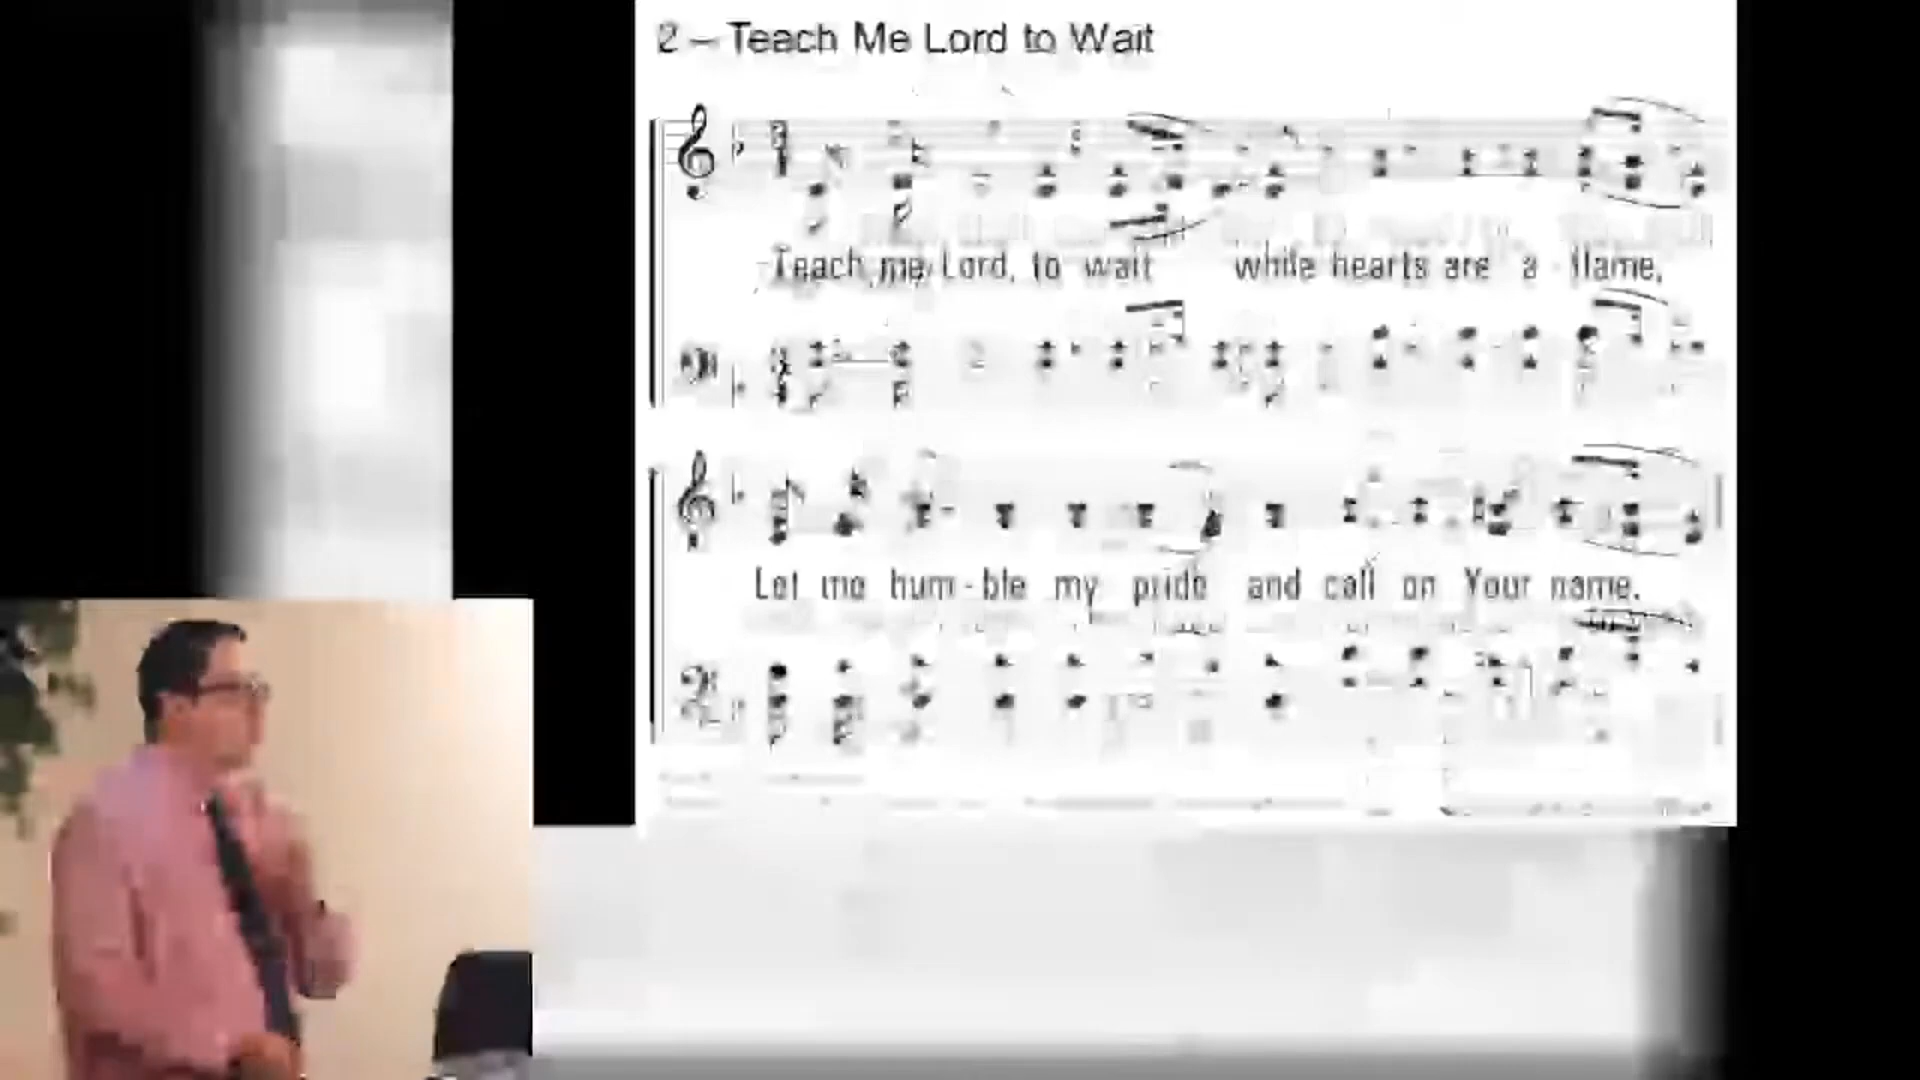 2 – Teach Me Lord to Wait
Teach me, Lord, to wait while hearts are a - flame,
Let me hum - ble my pride and call on Your name.